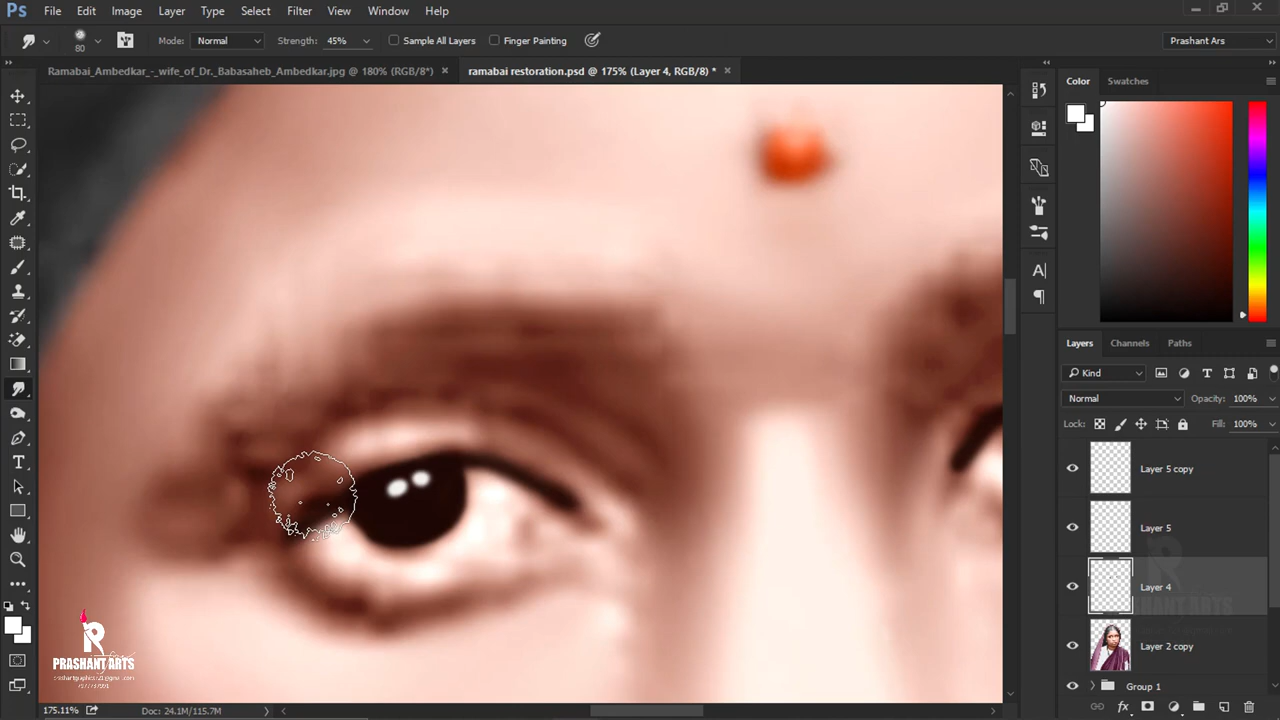 Ps File Edit Image Layer Type Select Filter View Window Help
80 Mode: Normal Strength: 45% Sample All Layers Finger Painting Prashant Ars
Ramabai_Ambedkar_-_wife_of_Dr._Babasaheb_Ambedkar.jpg @ 180% (RGB/8*) × ramabai restoration.psd @ 175% (Layer 4, RGB/8) * ×
Color Swatches
Layers Channels Paths
Kind
Normal Opacity: 100%
Lock: Fill: 100%
Layer 5 copy
Layer 5
Layer 4
Layer 2 copy
Group 1
R
PRASHANT ARTS
175.11% Doc: 24.1M/115.7M